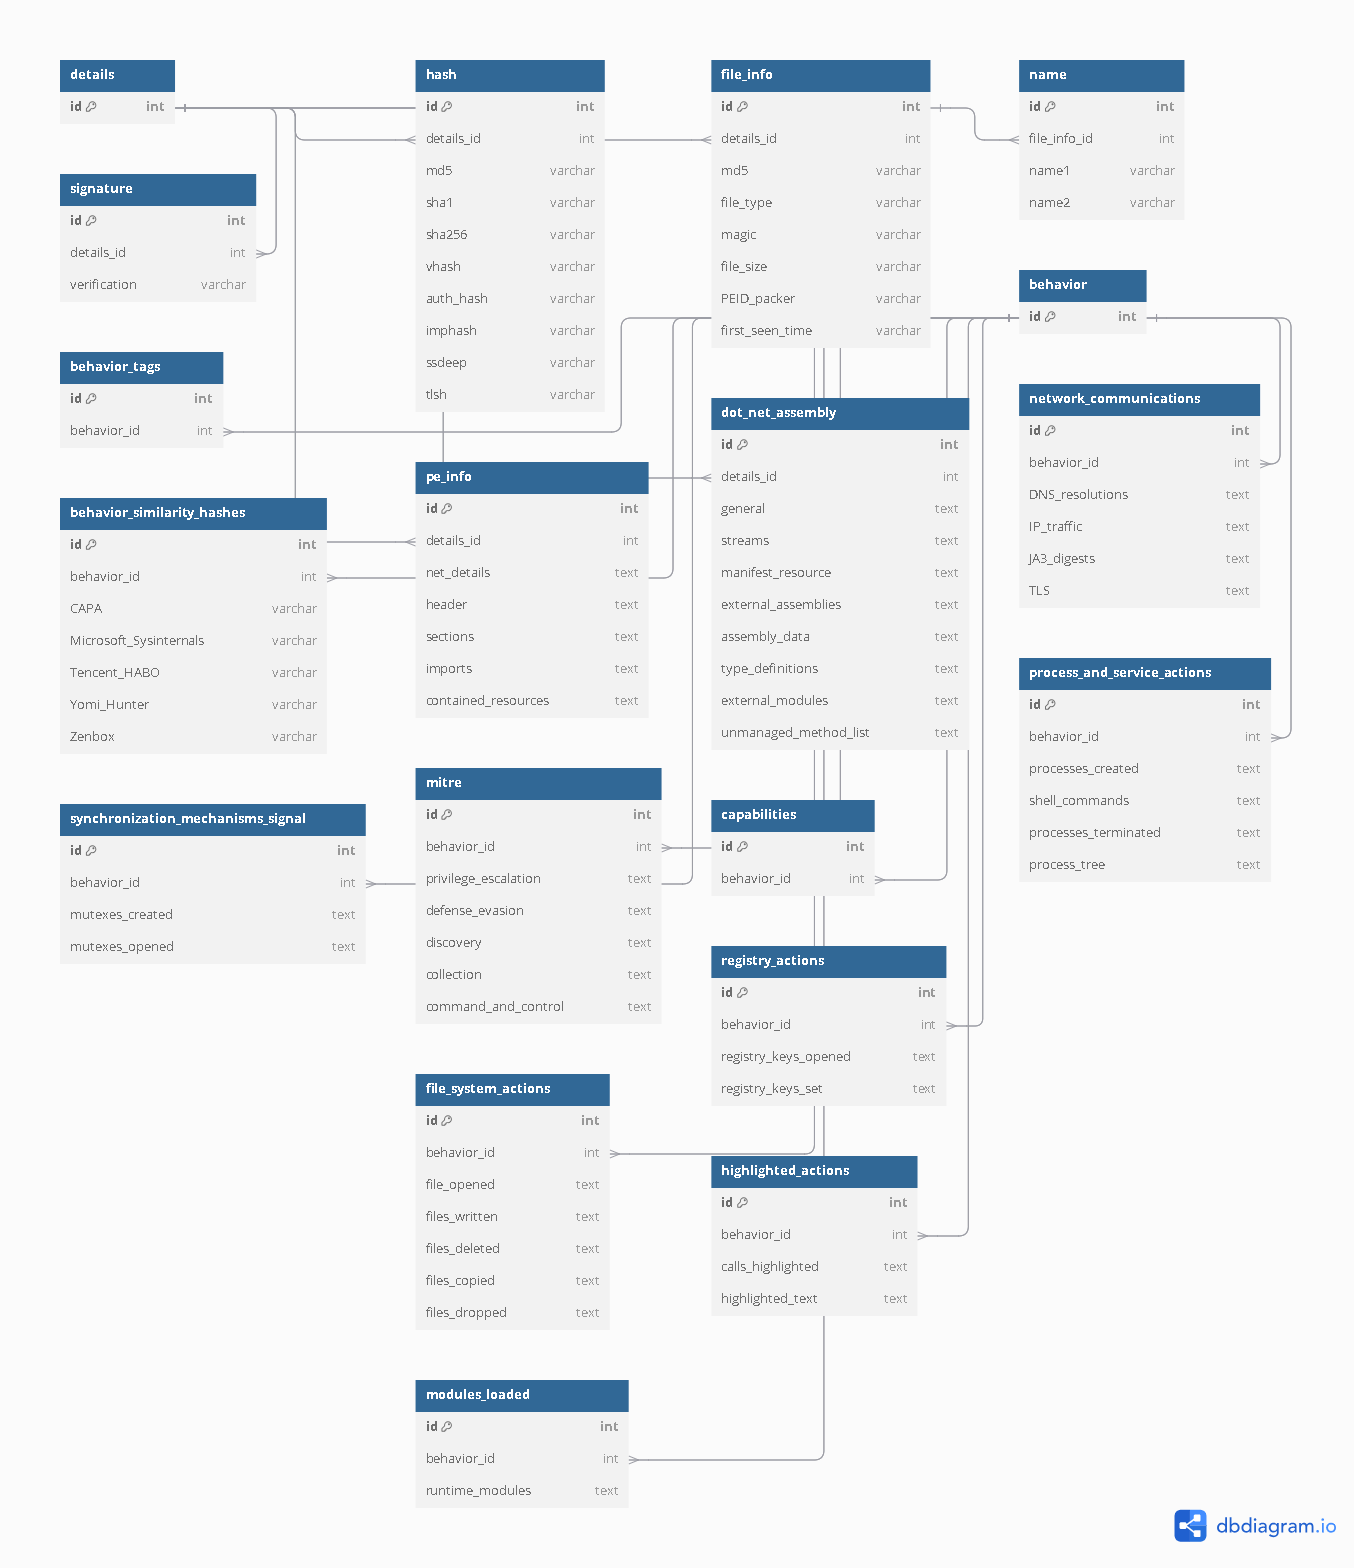 details
id int
signature
id int
details_id int
verification varchar
behavior_tags
id int
behavior_id int
behavior_similarity_hashes
id int
behavior_id int
CAPA varchar
Microsoft_Sysinternals varchar
Tencent_HABO varchar
Yomi_Hunter varchar
Zenbox varchar
synchronization_mechanisms_signal
id int
behavior_id int
mutexes_created text
mutexes_opened text
hash
id int
details_id int
md5 varchar
sha1 varchar
sha256 varchar
vhash varchar
auth_hash varchar
imphash varchar
ssdeep varchar
tlsh varchar
pe_info
id int
details_id int
net_details text
header text
sections text
imports text
contained_resources text
mitre
id int
behavior_id int
privilege_escalation text
defense_evasion text
discovery text
collection text
command_and_control text
file_system_actions
id int
behavior_id int
file_opened text
files_written text
files_deleted text
files_copied text
files_dropped text
modules_loaded
id int
behavior_id int
runtime_modules text
file_info
id int
details_id int
md5 varchar
file_type varchar
magic varchar
file_size varchar
PEID_packer varchar
first_seen_time varchar
dot_net_assembly
id int
details_id int
general text
streams text
manifest_resource text
external_assemblies text
assembly_data text
type_definitions text
external_modules text
unmanaged_method_list text
capabilities
id int
behavior_id int
registry_actions
id int
behavior_id int
registry_keys_opened text
registry_keys_set text
highlighted_actions
id int
behavior_id int
calls_highlighted text
highlighted_text text
name
id int
file_info_id int
name1 varchar
name2 varchar
behavior
id int
network_communications
id int
behavior_id int
DNS_resolutions text
IP_traffic text
JA3_digests text
TLS text
process_and_service_actions
id int
behavior_id int
processes_created text
shell_commands text
processes_terminated text
process_tree text
dbdiagram.io